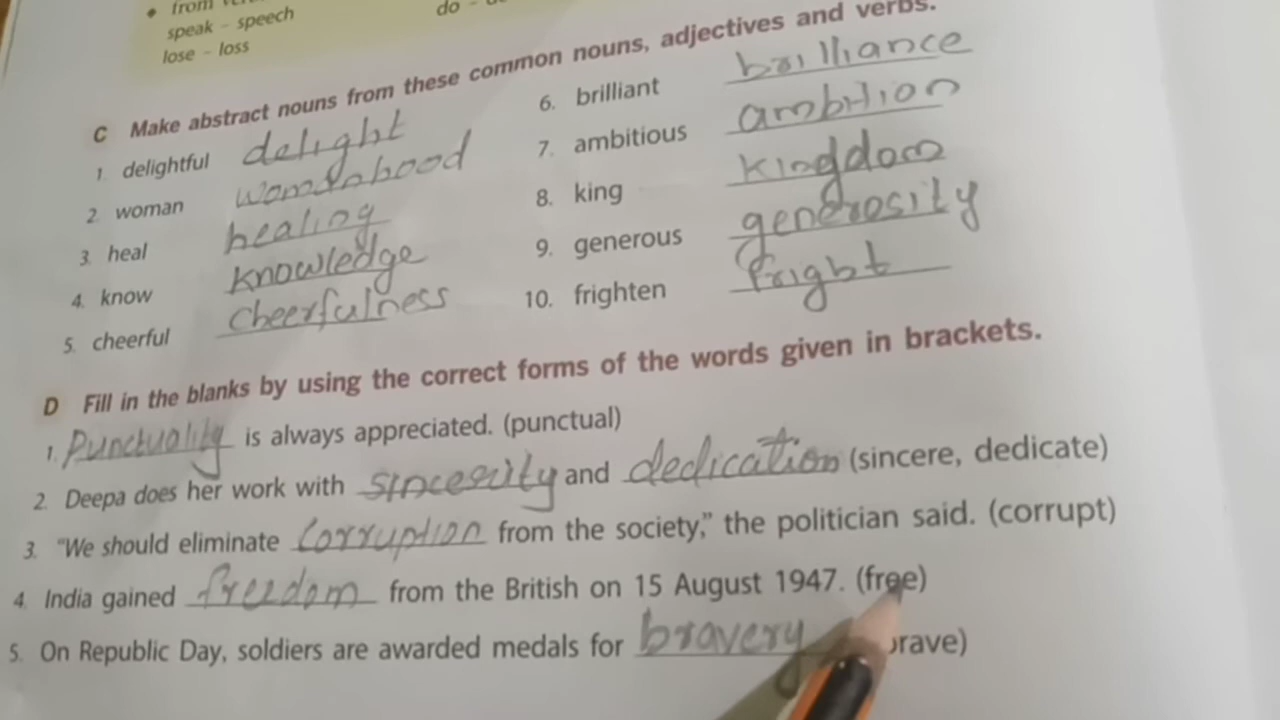 from
speak – speech
do –
lose – loss
C Make abstract nouns from these common nouns, adjectives and verbs.
1. delightful delight
2. woman womanhood
3. heal healing
4. know knowledge
5. cheerful cheerfulness
6. brilliant brilliance
7. ambitious ambition
8. king kingdom
9. generous generosity
10. frighten fright
D Fill in the blanks by using the correct forms of the words given in brackets.
1. Punctuality is always appreciated. (punctual)
2. Deepa does her work with sincerity and dedication (sincere, dedicate)
3. "We should eliminate corruption from the society," the politician said. (corrupt)
4. India gained freedom from the British on 15 August 1947. (free)
5. On Republic Day, soldiers are awarded medals for bravery rave)